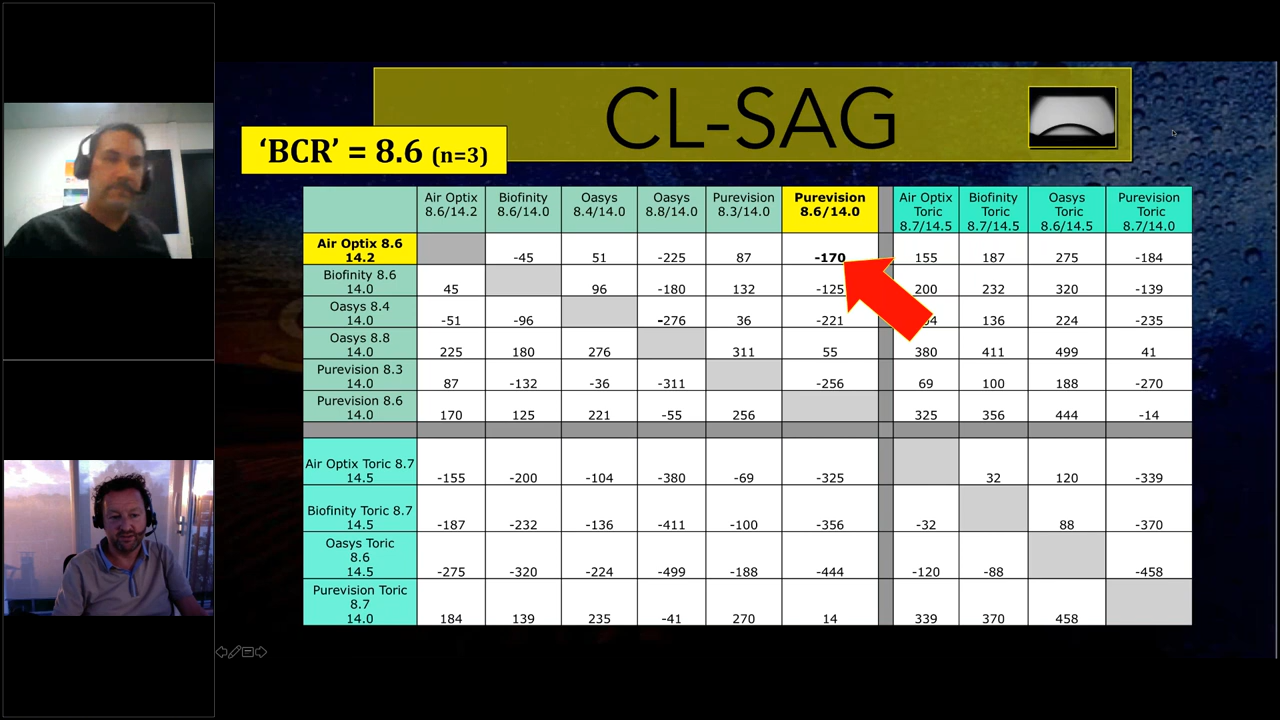 CL-SAG
‘BCR’ = 8.6 (n=3)
Air Optix 8.6/14.2 Biofinity 8.6/14.0 Oasys 8.4/14.0 Oasys 8.8/14.0 Purevision 8.3/14.0 Purevision 8.6/14.0 Air Optix Toric 8.7/14.5 Biofinity Toric 8.7/14.5 Oasys Toric 8.6/14.5 Purevision Toric 8.7/14.0
Air Optix 8.6 14.2 -45 51 -225 87 -170 155 187 275 -184
Biofinity 8.6 14.0 45 96 -180 132 -125 200 232 320 -139
Oasys 8.4 14.0 -51 -96 -276 36 -221 136 224 -235
Oasys 8.8 14.0 225 180 276 311 55 380 411 499 41
Purevision 8.3 14.0 87 -132 -36 -311 -256 69 100 188 -270
Purevision 8.6 14.0 170 125 221 -55 256 325 356 444 -14
Air Optix Toric 8.7 14.5 -155 -200 -104 -380 -69 -325 32 120 -339
Biofinity Toric 8.7 14.5 -187 -232 -136 -411 -100 -356 -32 88 -370
Oasys Toric 8.6 14.5 -275 -320 -224 -499 -188 -444 -120 -88 -458
Purevision Toric 8.7 14.0 184 139 235 -41 270 14 339 370 458